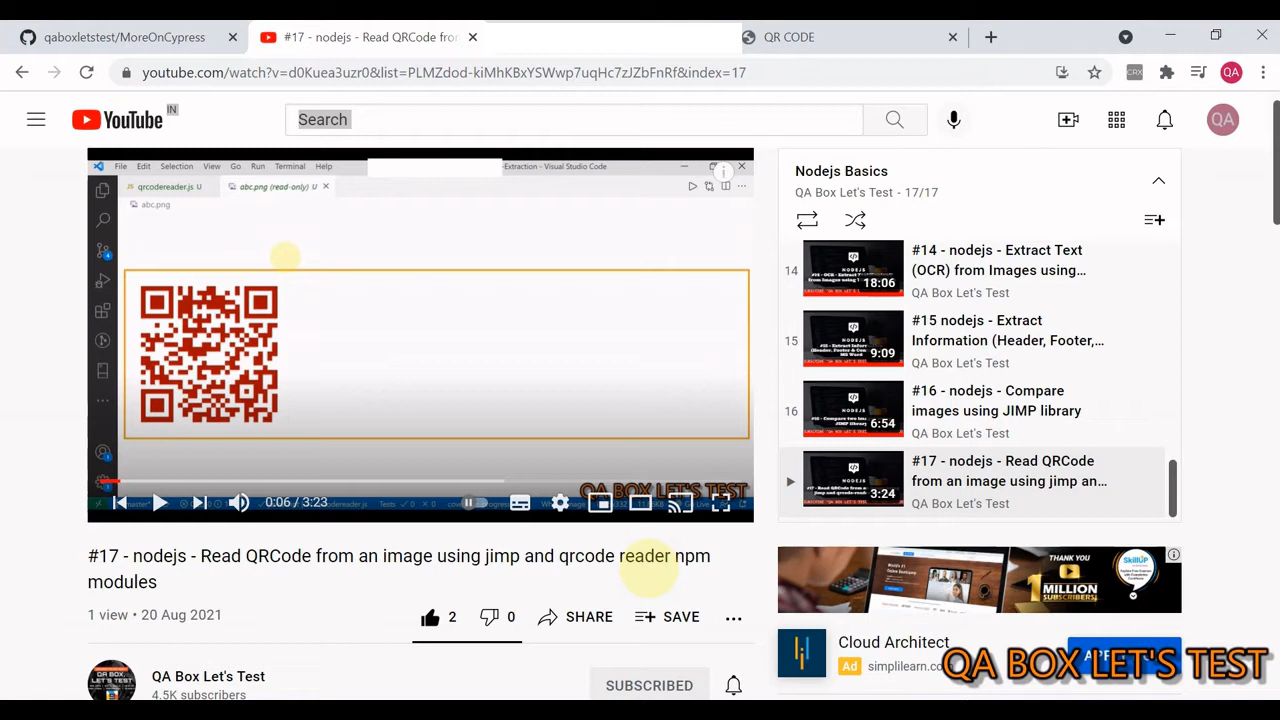 qaboxletstest/MoreOnCypress
#17 - nodejs - Read QRCode from
QR CODE
youtube.com/watch?v=d0Kuea3uzr0&list=PLMZdod-kiMhKBxYSWwp7uqHc7zJZbFnRf&index=17
CRX
QA
YouTube IN
Search
QA
File Edit Selection View Go Run Terminal Help
-Extraction - Visual Studio Code
qrcodereader.js U
abc.png (read-only) U
abc.png
QA BOX LET'S TEST
0:06 / 3:23
#17 - nodejs - Read QRCode from an image using jimp and qrcode reader npm
modules
1 view • 20 Aug 2021
2
0
SHARE
SAVE
QA Box Let's Test
4.5K subscribers
SUBSCRIBED
Nodejs Basics
QA Box Let's Test - 17/17
14
18:06
#14 - nodejs - Extract Text
(OCR) from Images using...
QA Box Let's Test
15
9:09
#15 nodejs - Extract
Information (Header, Footer,...
QA Box Let's Test
16
6:54
#16 - nodejs - Compare
images using JIMP library
QA Box Let's Test
3:24
#17 - nodejs - Read QRCode
from an image using jimp an...
QA Box Let's Test
THANK YOU
1 MILLION
SUBSCRIBERS
Cloud Architect
Ad simplilearn.co
QA BOX LET'S TEST